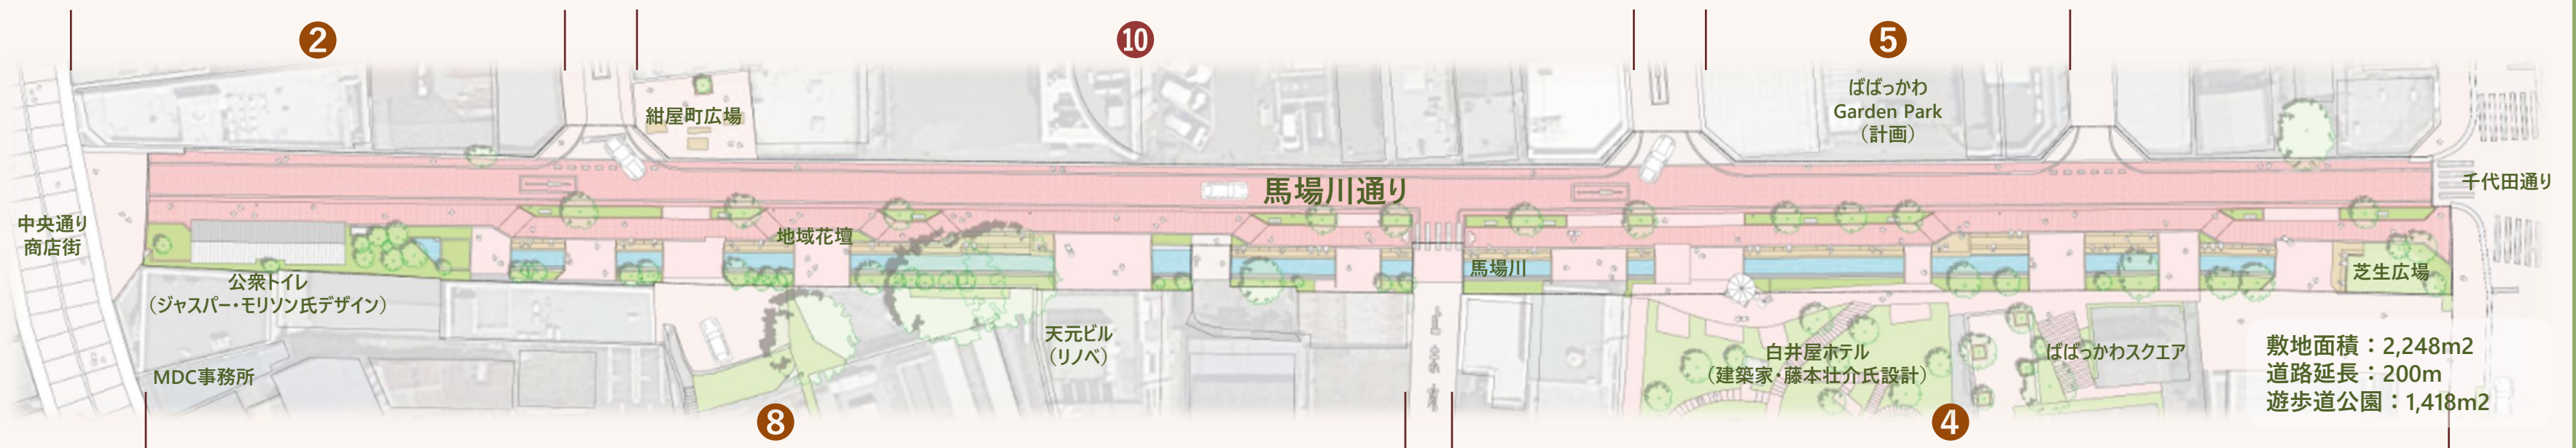 2
10
5
紺屋町広場
ばばっかわ
Garden Park
(計画)
馬場川通り
千代田通り
中央通り
商店街
地域花壇
馬場川
芝生広場
公衆トイレ
(ジャスパー・モリソン氏デザイン)
MDC事務所
天元ビル
(リノベ)
白井屋ホテル
(建築家・藤本壮介氏設計)
ばばっかわスクエア
敷地面積:2,248m2
道路延長:200m
遊歩道公園:1,418m2
8
4